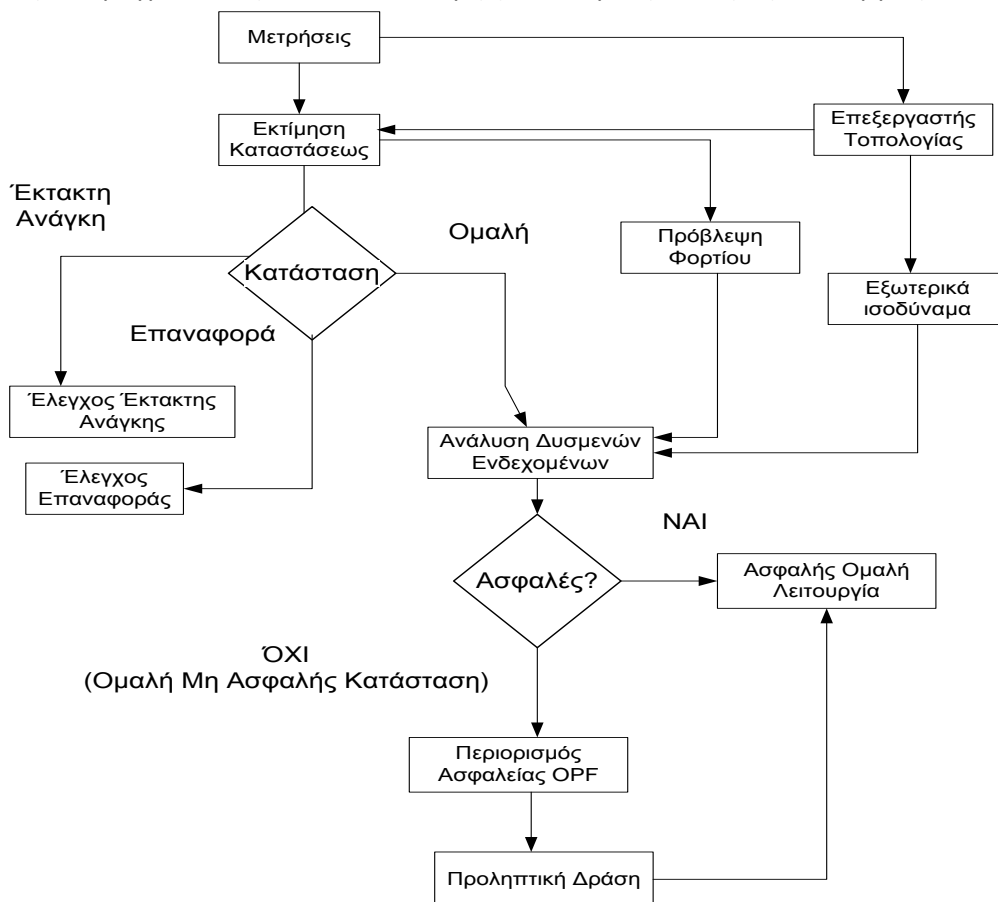 Μετρήσεις
Εκτίμηση
Καταστάσεως
Επεξεργαστής
Τοπολογίας
Έκτακτη
Ανάγκη
Ομαλή
Πρόβλεψη
Φορτίου
Κατάσταση
Εξωτερικά
ισοδύναμα
Επαναφορά
Έλεγχος Έκτακτης
Ανάγκης
Ανάλυση Δυσμενών
Ενδεχομένων
Έλεγχος
Επαναφοράς
ΝΑΙ
Ασφαλές?
Ασφαλής Ομαλή
Λειτουργία
ΌΧΙ
(Ομαλή Μη Ασφαλής Κατάσταση)
Περιορισμός
Ασφαλείας OPF
Προληπτική Δράση